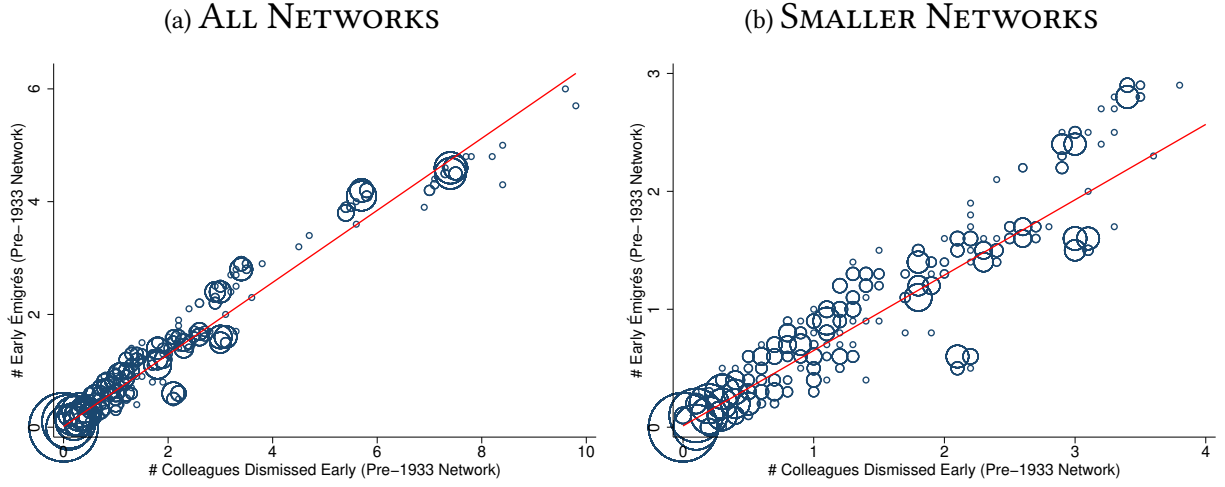 (a) ALL NETWORKS
# Early Émigrés (Pre−1933 Network)
6
4
2
0
0 2 4 6 8 10
# Colleagues Dismissed Early (Pre−1933 Network)
(b) SMALLER NETWORKS
# Early Émigrés (Pre−1933 Network)
3
2
1
0
0 1 2 3 4
# Colleagues Dismissed Early (Pre−1933 Network)